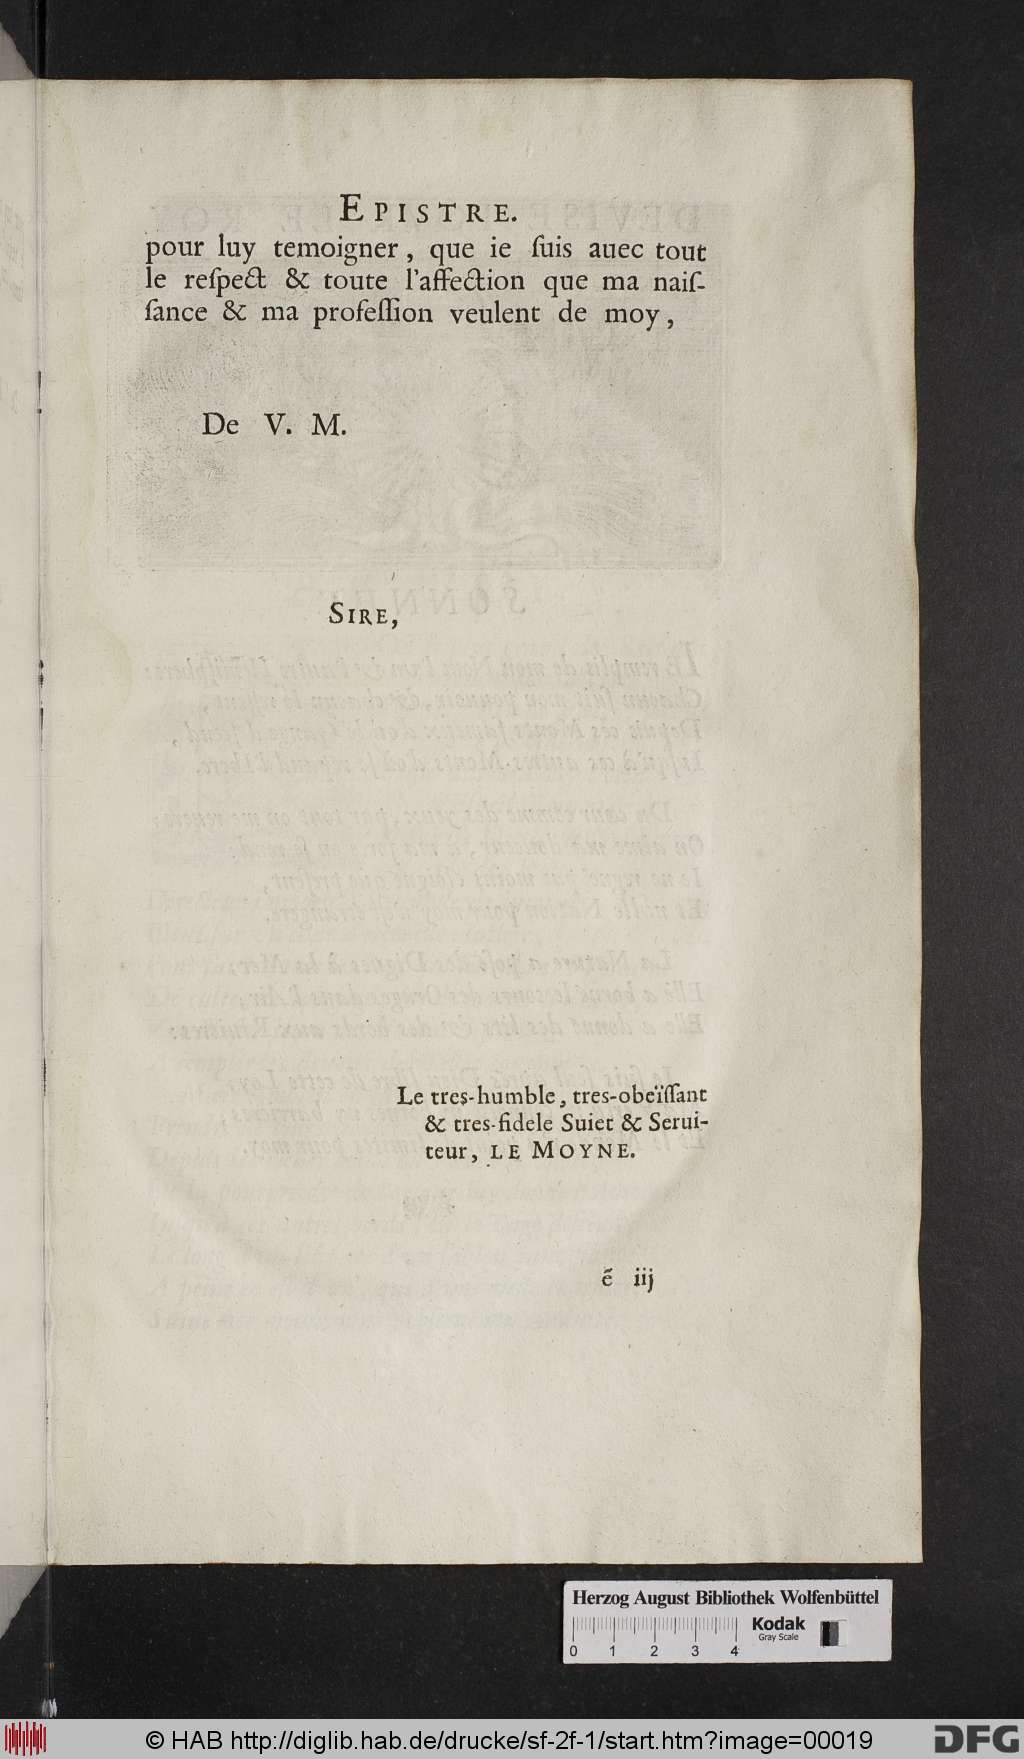 EPISTRE.
pour luy temoigner, que ie ſuis auec tout
le reſpect & toute l'affection que ma naiſ-
ſance & ma profeſſion veulent de moy,
De V. M.
SIRE,
Le tres-humble, tres-obeïſſant
& tres-fidele Suiet & Serui-
teur, LE MOYNE.
é iij
Herzog August Bibliothek Wolfenbüttel
Kodak
Gray Scale
0 1 2 3 4
© HAB http://diglib.hab.de/drucke/sf-2f-1/start.htm?image=00019
DFG